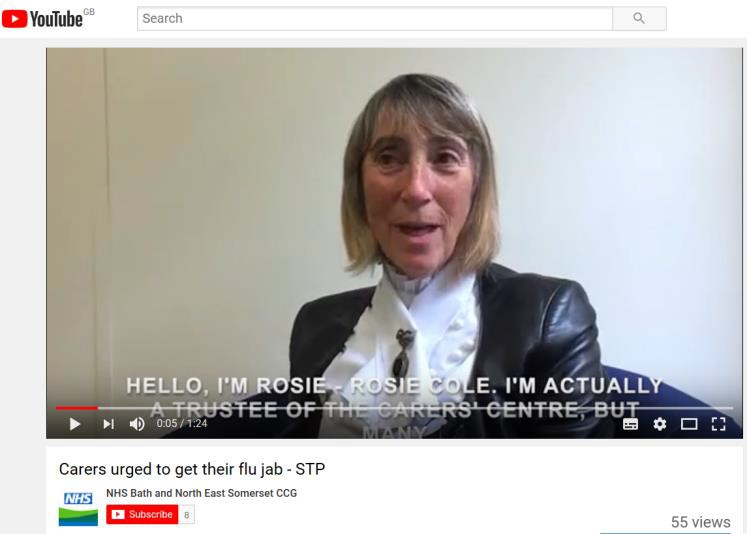 YouTube GB
Search
HELLO, I'M ROSIE - ROSIE COLE. I'M ACTUALLY
A TRUSTEE OF THE CARERS' CENTRE, BUT
MANY
0:05 / 1:24
Carers urged to get their flu jab - STP
NHS
NHS Bath and North East Somerset CCG
Subscribe 8
55 views